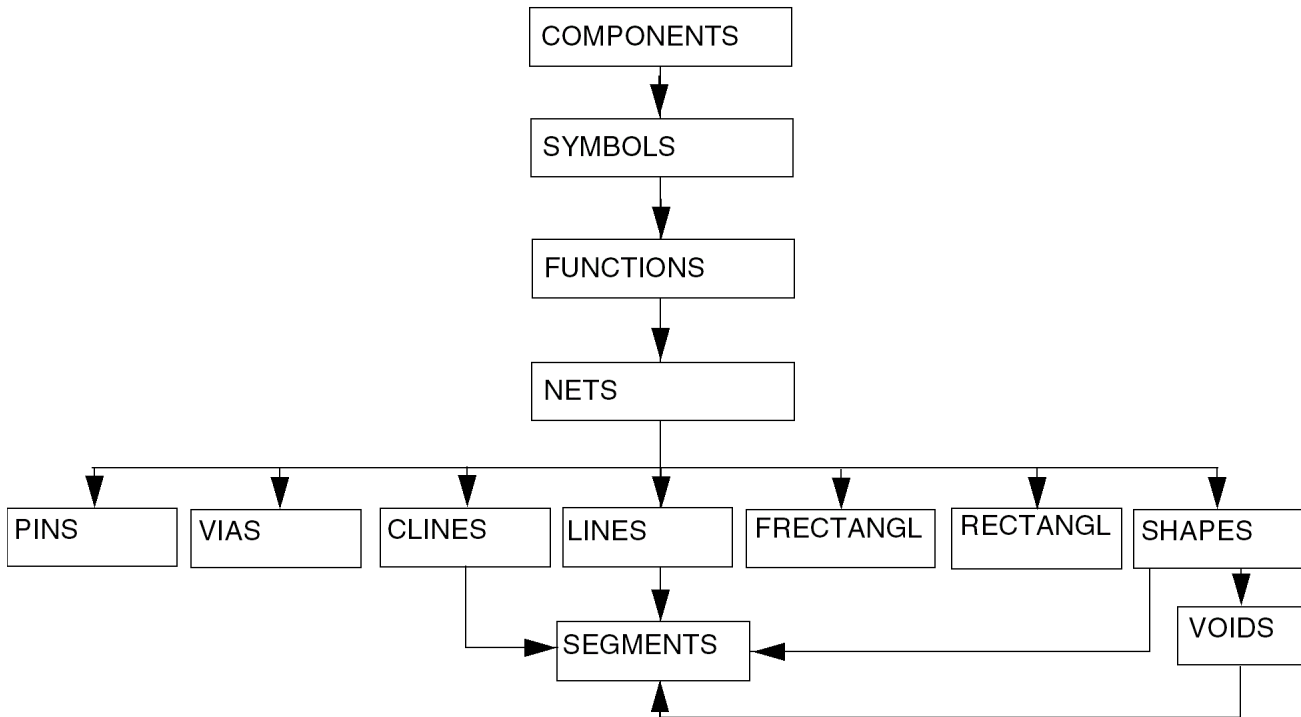 COMPONENTS
SYMBOLS
FUNCTIONS
NETS
PINS
VIAS
CLINES
LINES
FRECTANGL
RECTANGL
SHAPES
SEGMENTS
VOIDS